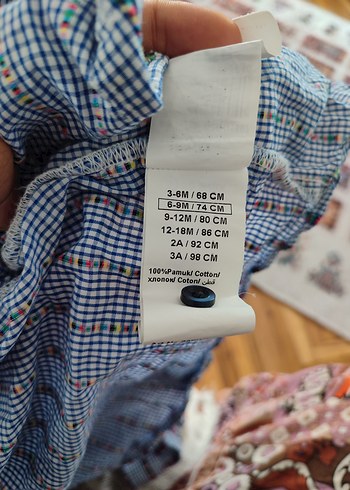 3-6M / 68 CM
6-9M / 74 CM
9-12M / 80 CM
12-18M / 86 CM
2A / 92 CM
3A / 98 CM
100%Pamuk/ Cotton/
хлопок/ Coton/ قطن